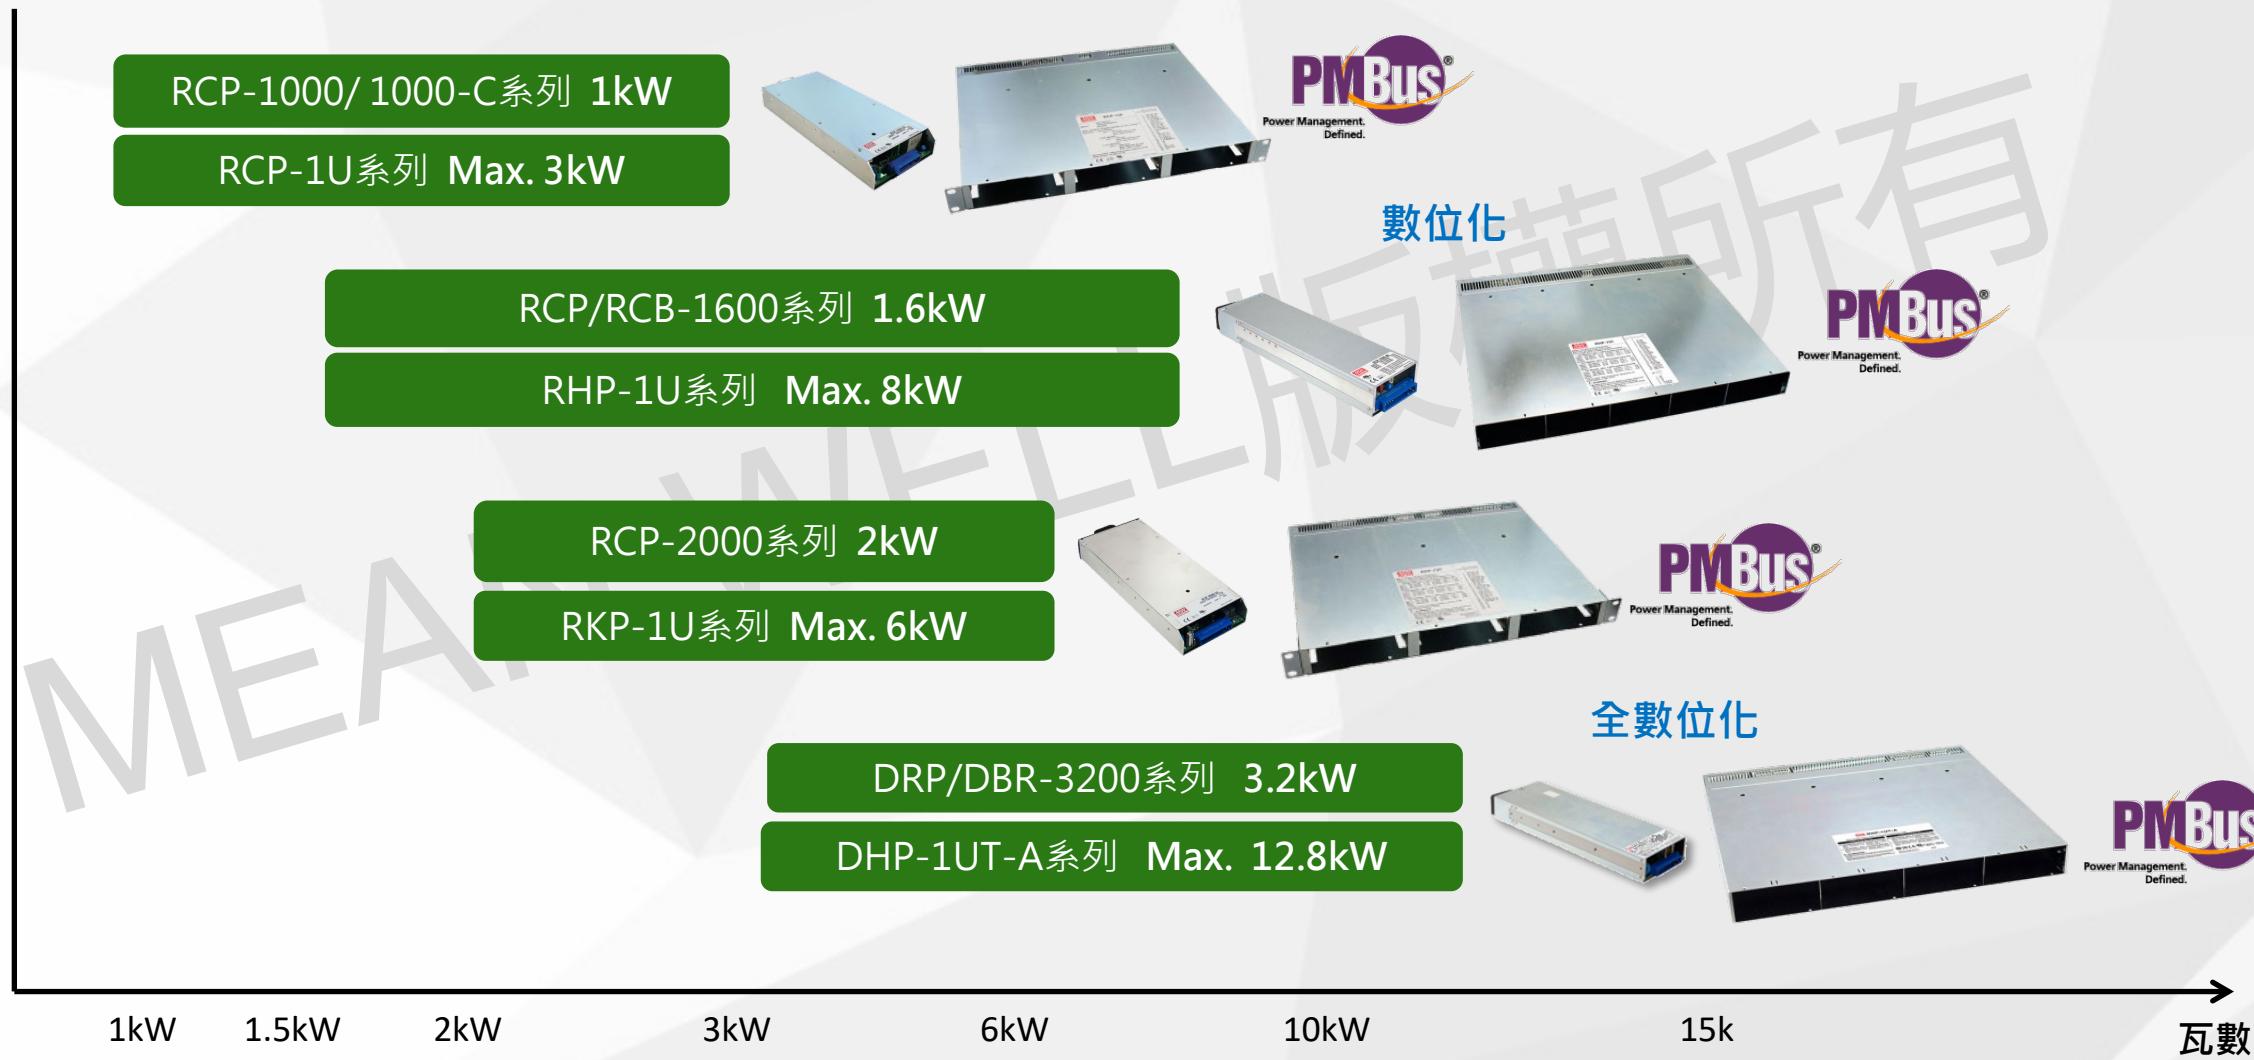 RCP-1000/ 1000-C系列 1kW
RCP-1U系列 Max. 3kW
PMBus®
Power Management.
Defined.
數位化
RCP/RCB-1600系列 1.6kW
RHP-1U系列 Max. 8kW
PMBus®
Power Management.
Defined.
MEAN WELL版權所有
RCP-2000系列 2kW
RKP-1U系列 Max. 6kW
PMBus®
Power Management.
Defined.
全數位化
DRP/DBR-3200系列 3.2kW
DHP-1UT-A系列 Max. 12.8kW
PMBus
Power Management.
Defined.
1kW 1.5kW 2kW 3kW 6kW 10kW 15k
瓦數